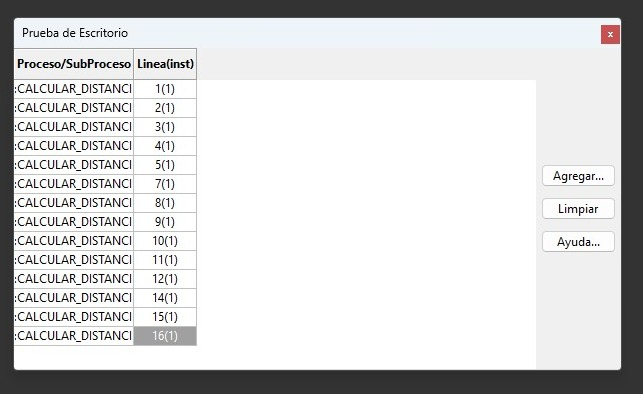 Prueba de Escritorio
x
Proceso/SubProceso Linea(inst)
:CALCULAR_DISTANCI 1(1)
:CALCULAR_DISTANCI 2(1)
:CALCULAR_DISTANCI 3(1)
:CALCULAR_DISTANCI 4(1)
:CALCULAR_DISTANCI 5(1)
:CALCULAR_DISTANCI 7(1)
:CALCULAR_DISTANCI 8(1)
:CALCULAR_DISTANCI 9(1)
:CALCULAR_DISTANCI 10(1)
:CALCULAR_DISTANCI 11(1)
:CALCULAR_DISTANCI 12(1)
:CALCULAR_DISTANCI 14(1)
:CALCULAR_DISTANCI 15(1)
:CALCULAR_DISTANCI 16(1)
Agregar...
Limpiar
Ayuda...